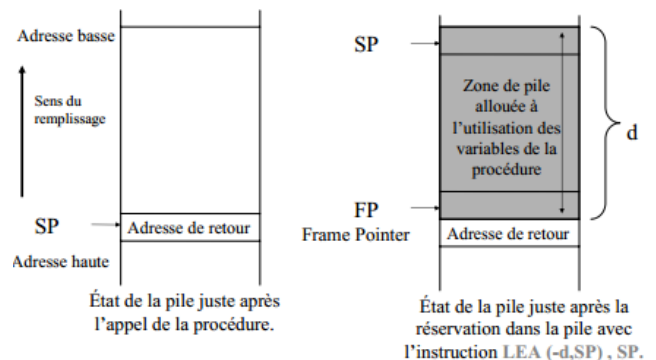 Adresse basse
Sens du
remplissage
SP
Adresse de retour
Adresse haute
État de la pile juste après
l'appel de la procédure.
SP
Zone de pile
allouée à
l'utilisation des
variables de la
procédure
d
FP
Frame Pointer
Adresse de retour
État de la pile juste après la
réservation dans la pile avec
l'instruction LEA (-d,SP) , SP.